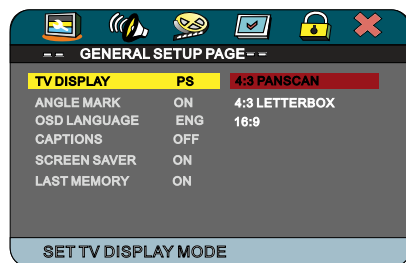 -- GENERAL SETUP PAGE--
TV DISPLAY PS 4:3 PANSCAN
ANGLE MARK ON 4:3 LETTERBOX
OSD LANGUAGE ENG 16:9
CAPTIONS OFF
SCREEN SAVER ON
LAST MEMORY ON
SET TV DISPLAY MODE